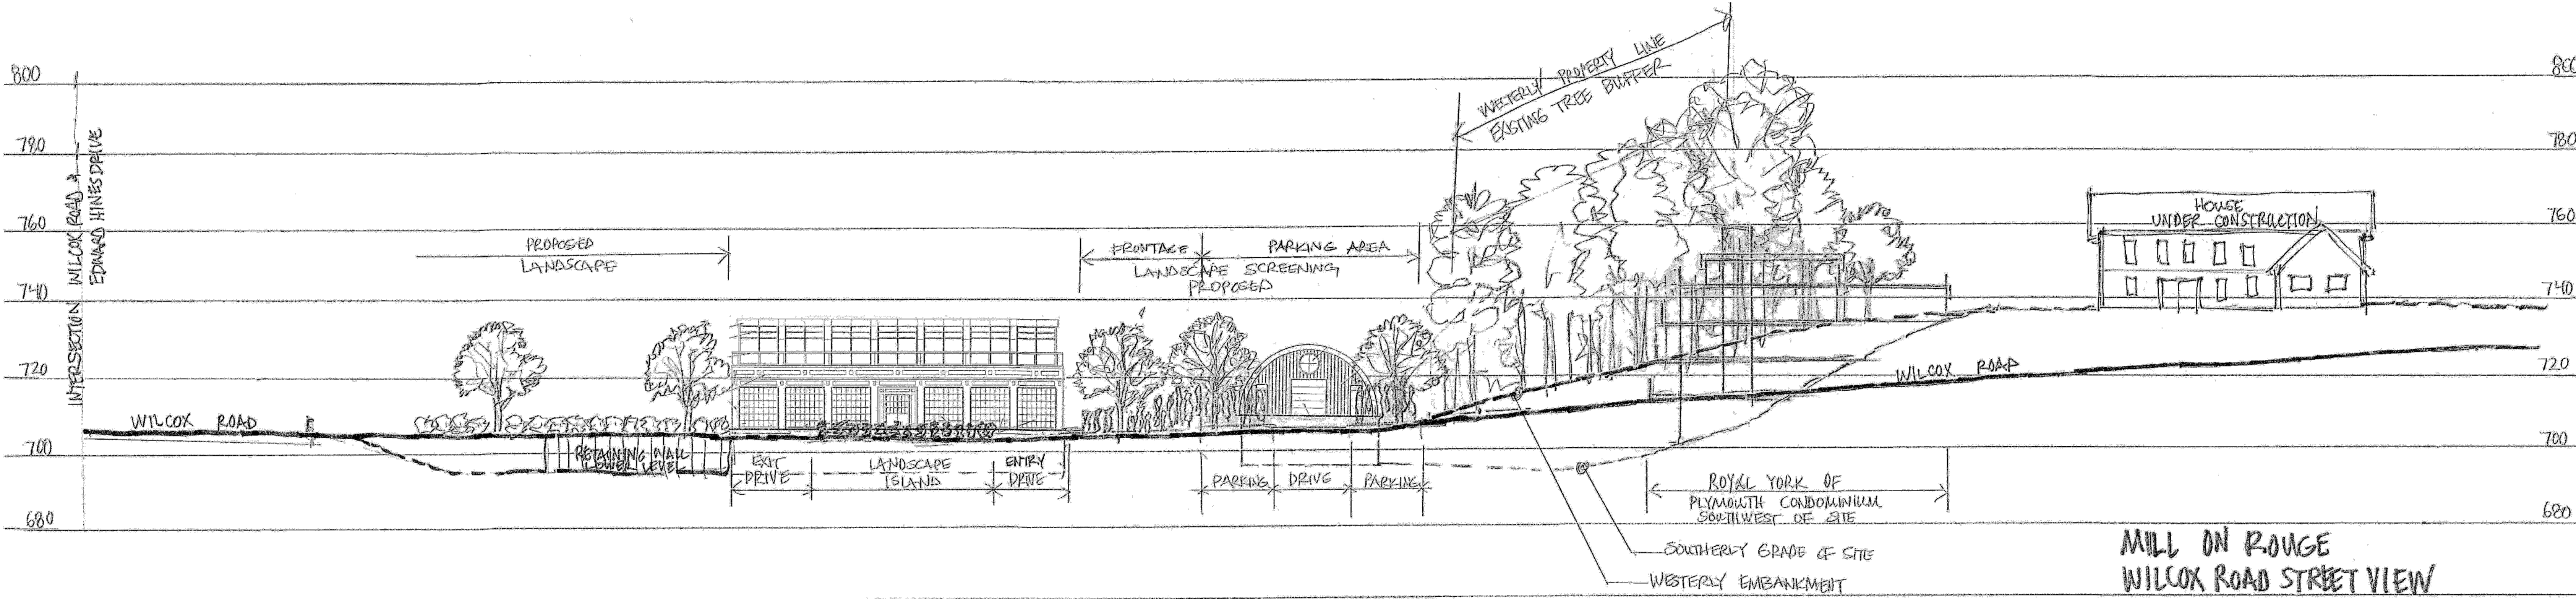 800
780
760
740
720
700
680
INTERSECTION WILCOX ROAD &
EDWARD HINES DRIVE
WILCOX ROAD
PROPOSED
LANDSCAPE
RETAINING WALL
LOWER LEVEL
EXIT
DRIVE
LANDSCAPE
ISLAND
ENTRY
DRIVE
FRONTAGE
PARKING AREA
LANDSCAPE SCREENING
PROPOSED
PARKING
DRIVE
PARKING
WESTERLY PROPERTY LINE
EXISTING TREE BUFFER
WILCOX ROAD
ROYAL YORK OF
PLYMOUTH CONDOMINIUM
SOUTHWEST OF SITE
SOUTHERLY GRADE OF SITE
WESTERLY EMBANKMENT
HOUSE
UNDER CONSTRUCTION
800
780
760
740
720
700
680
MILL ON ROUGE
WILCOX ROAD STREET VIEW